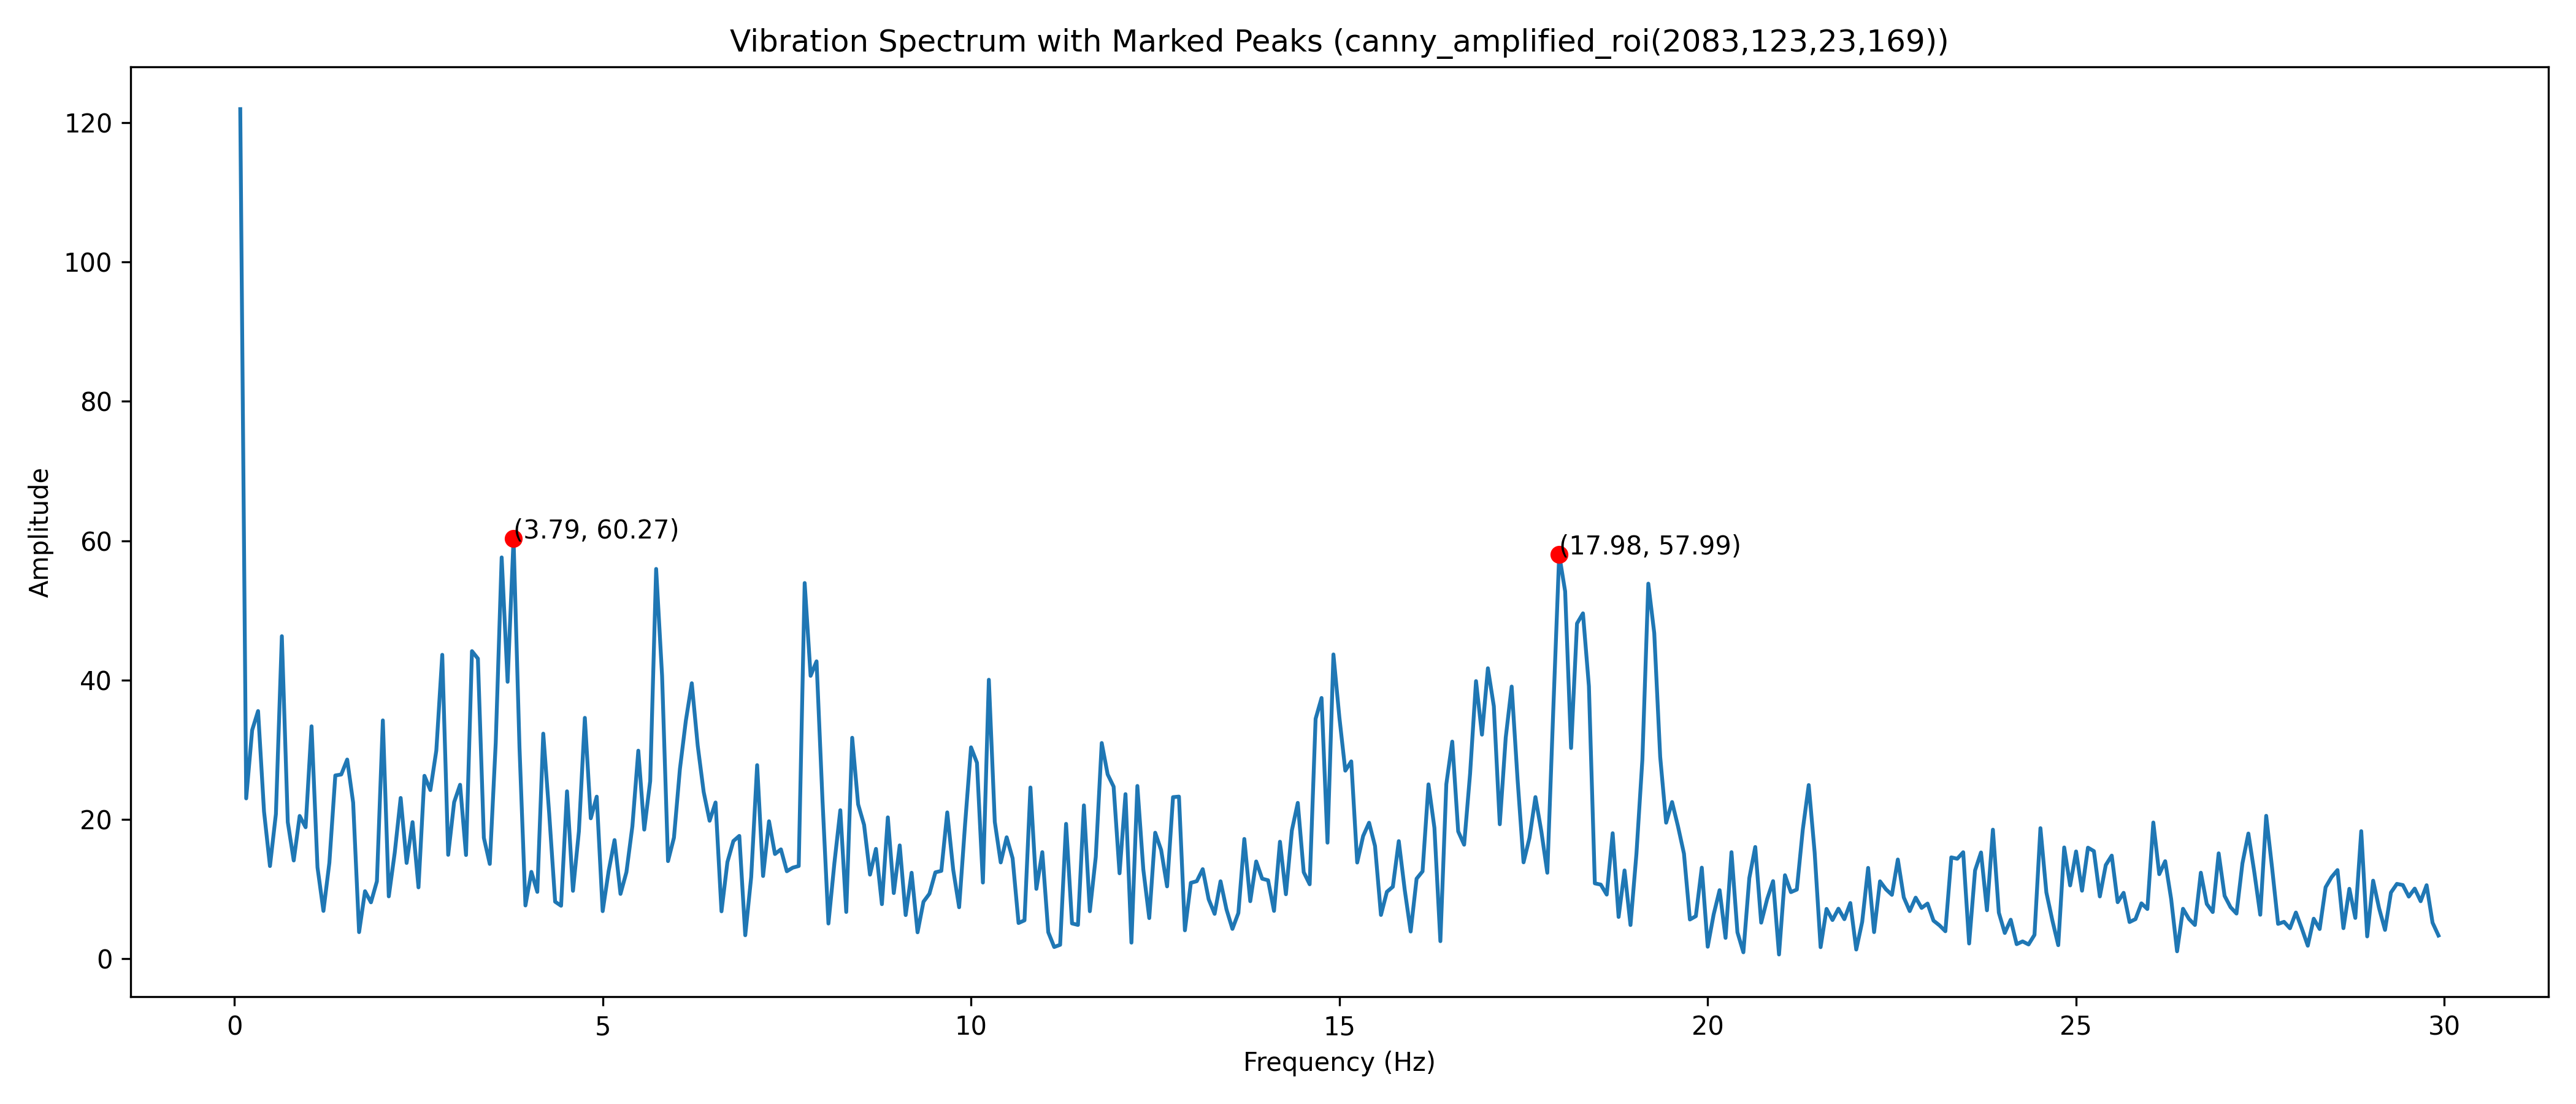 Vibration Spectrum with Marked Peaks (canny_amplified_roi(2083,123,23,169))
120
100
80
60
40
20
0
Amplitude
(3.79, 60.27)
(17.98, 57.99)
0 5 10 15 20 25 30
Frequency (Hz)